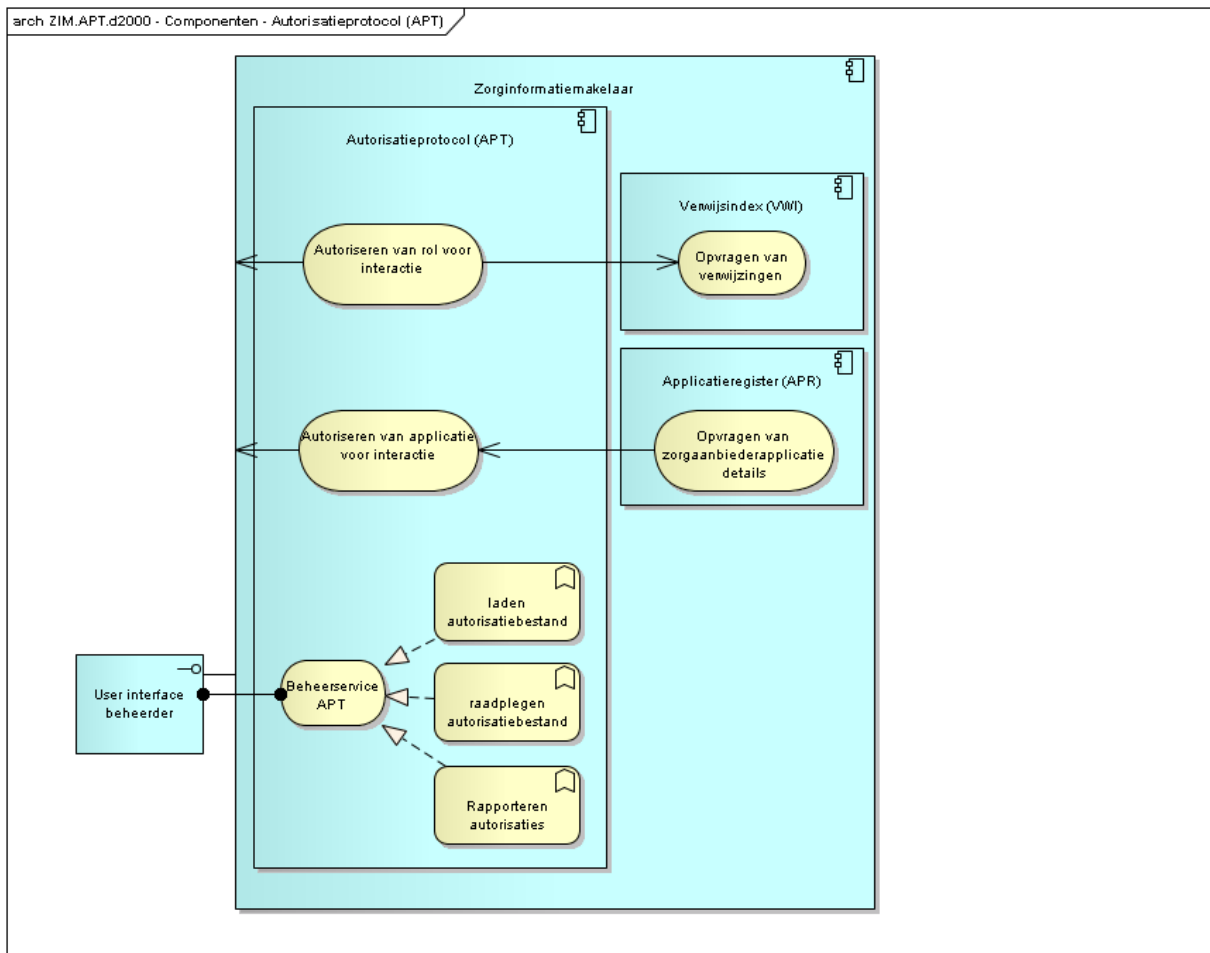 arch ZIM.APT.d2000 - Componenten - Autorisatieprotocol (APT)
Zorginformatiemakelaar
Autorisatieprotocol (APT)
Verwijsindex (VWI)
Autoriseren van rol voor
interactie
Opvragen van
verwijzingen
Applicatieregister (APR)
Autoriseren van applicatie
voor interactie
Opvragen van
zorgaanbiederapplicatie
details
laden
autorisatiebestand
User interface
beheerder
Beheerservice
APT
raadplegen
autorisatiebestand
Rapporteren
autorisaties